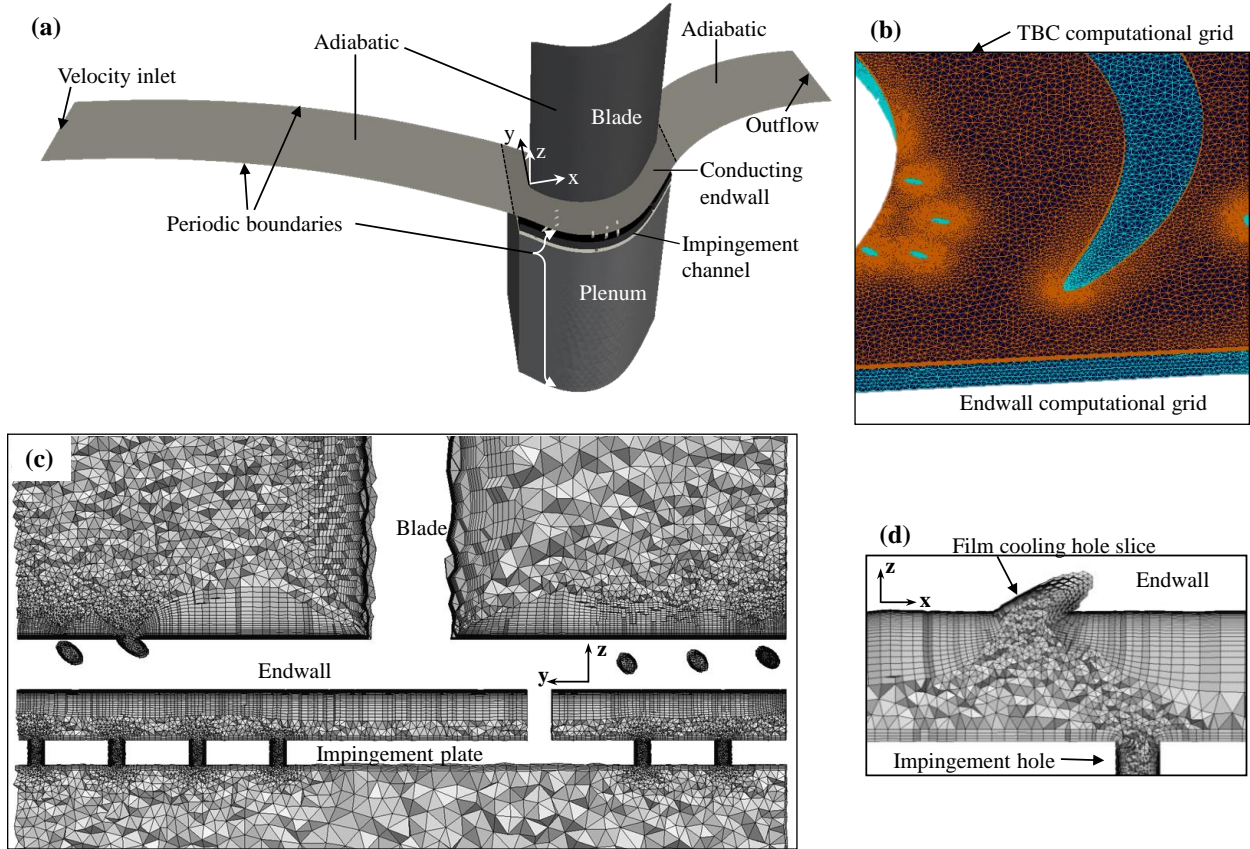 (a)
Adiabatic
Adiabatic
Velocity inlet
Blade
Outflow
y
z
x
Conducting
endwall
Periodic boundaries
Impingement
channel
Plenum
(b)
TBC computational grid
Endwall computational grid
(c)
Blade
Endwall
z
y
Impingement plate
(d)
Film cooling hole slice
z
Endwall
x
Impingement hole